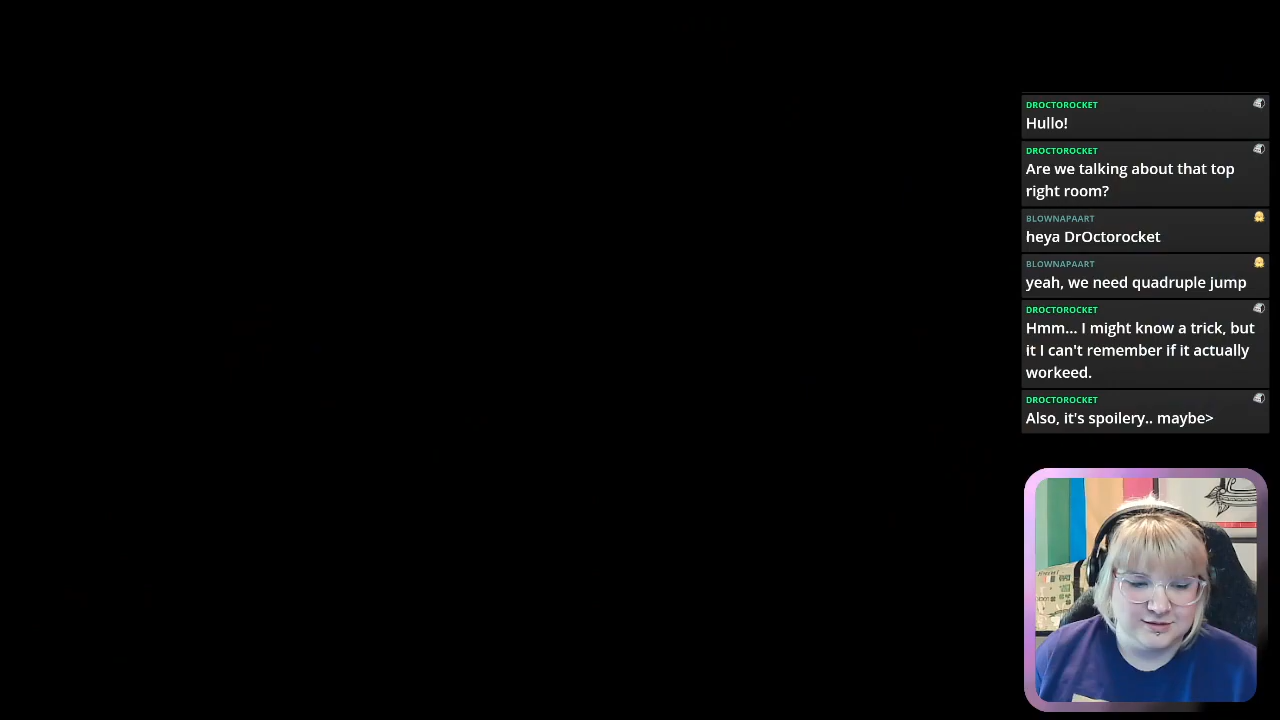 DROCTOROCKET
Hullo!
DROCTOROCKET
Are we talking about that top
right room?
BLOWNAPAART
heya DrOctorocket
BLOWNAPAART
yeah, we need quadruple jump
DROCTOROCKET
Hmm... I might know a trick, but
it I can't remember if it actually
workeed.
DROCTOROCKET
Also, it's spoilery.. maybe>